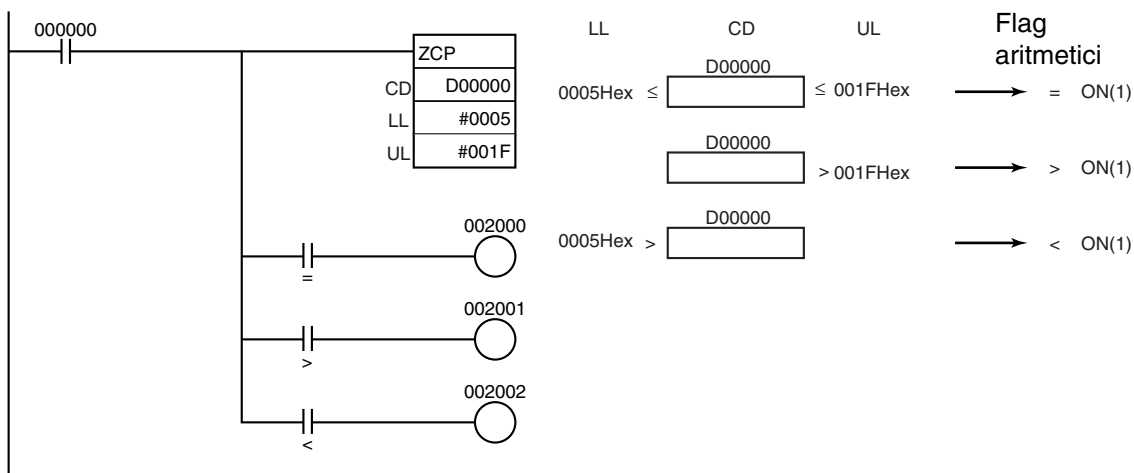 000000
ZCP
CD D00000
LL #0005
UL #001F
002000
=
002001
>
002002
<
LL CD UL Flag aritmetici
D00000
0005Hex ≤ ≤ 001FHex = ON(1)
D00000
> 001FHex > ON(1)
D00000
0005Hex > < ON(1)